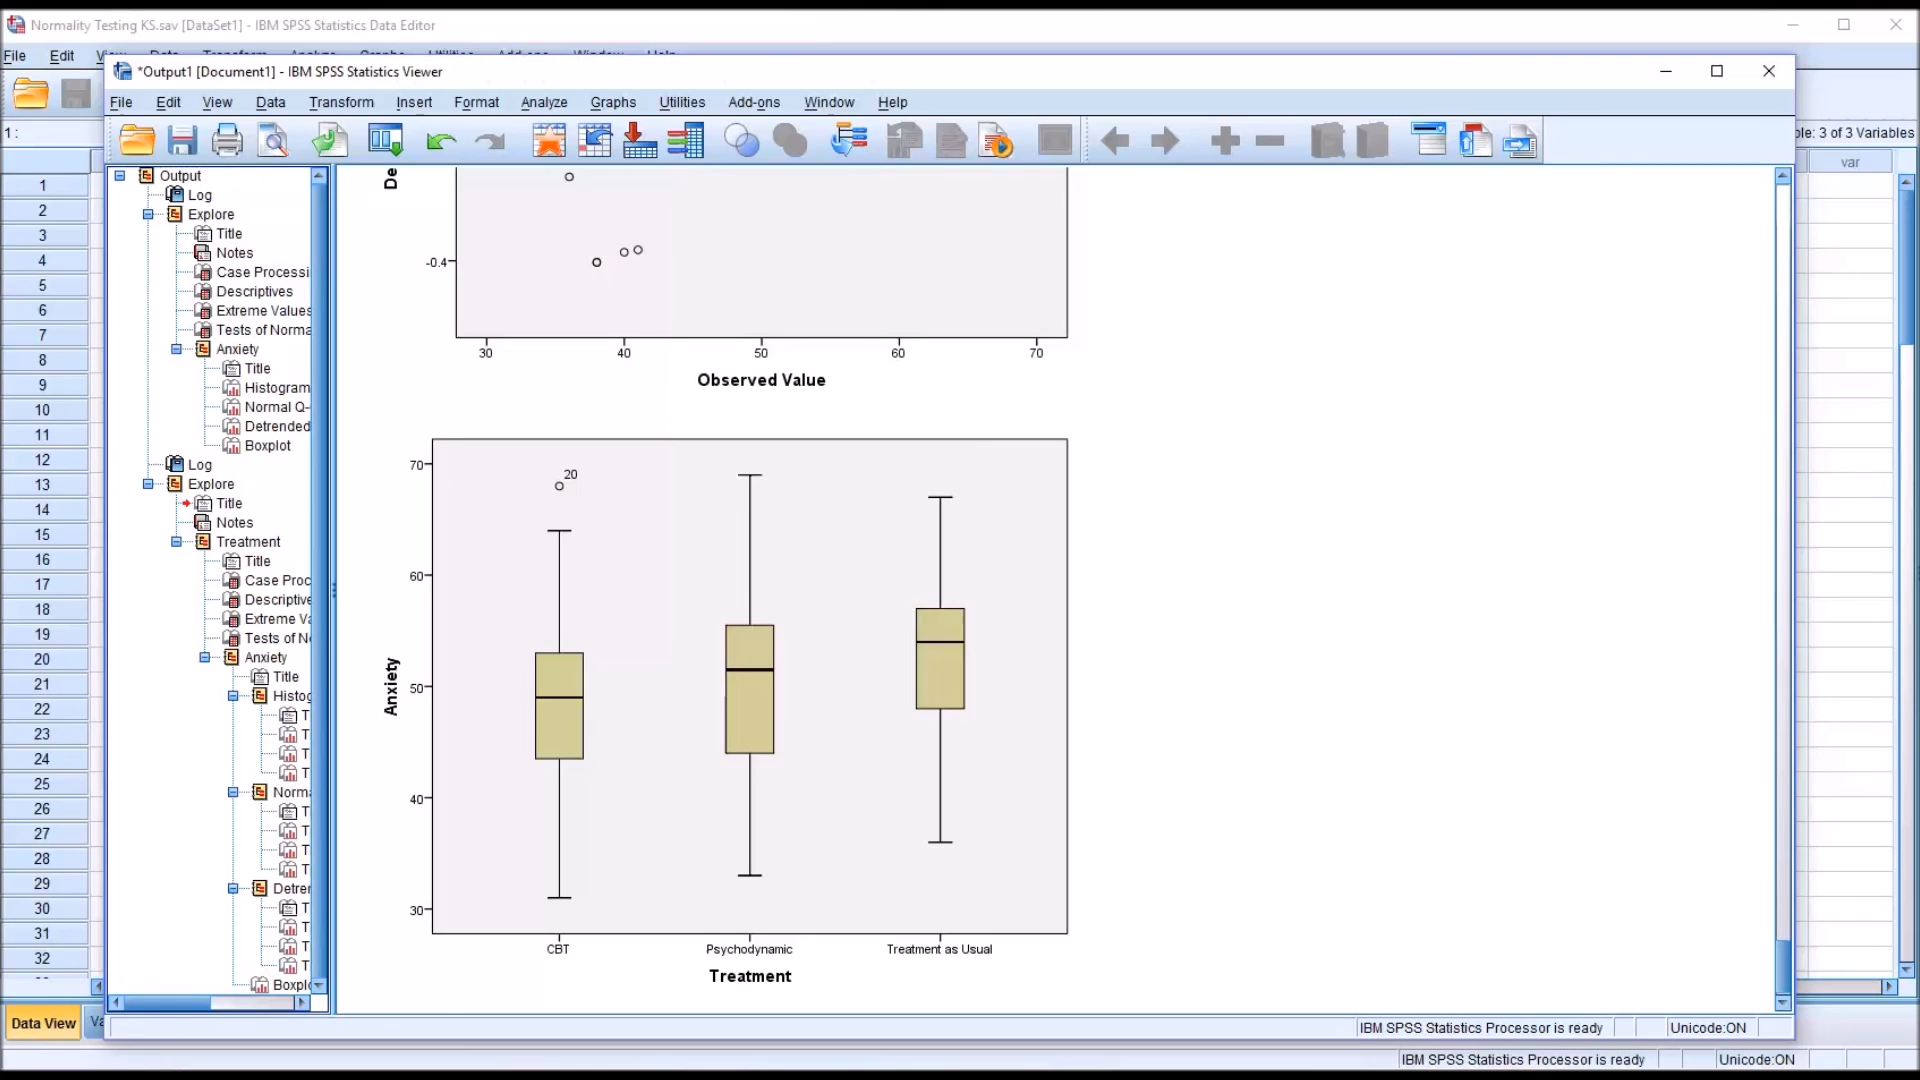 Normality Testing KS.sav [DataSet1] - IBM SPSS Statistics Data Editor
File Edit
*Output1 [Document1] - IBM SPSS Statistics Viewer
File Edit View Data Transform Insert Format Analyze Graphs Utilities Add-ons Window Help
1 :
ble: 3 of 3 Variables
var
1
2
3
4
5
6
7
8
9
10
11
12
13
14
15
16
17
18
19
20
21
22
23
24
25
26
27
28
29
30
31
32
Output
Log
Explore
Title
Notes
Case Processi
Descriptives
Extreme Values
Tests of Norma
Anxiety
Title
Histogram
Normal Q-
Detrended
Boxplot
Log
Explore
Title
Notes
Treatment
Title
Case Proc
Descriptive
Extreme Va
Tests of No
Anxiety
Title
Histog
T
T
T
T
Norma
T
T
T
T
Detrer
T
T
T
T
Boxplo
De
-0.4
30 40 50 60 70
Observed Value
70
60
50
40
30
20
Anxiety
CBT Psychodynamic Treatment as Usual
Treatment
Data View
Va
IBM SPSS Statistics Processor is ready Unicode:ON
IBM SPSS Statistics Processor is ready Unicode:ON